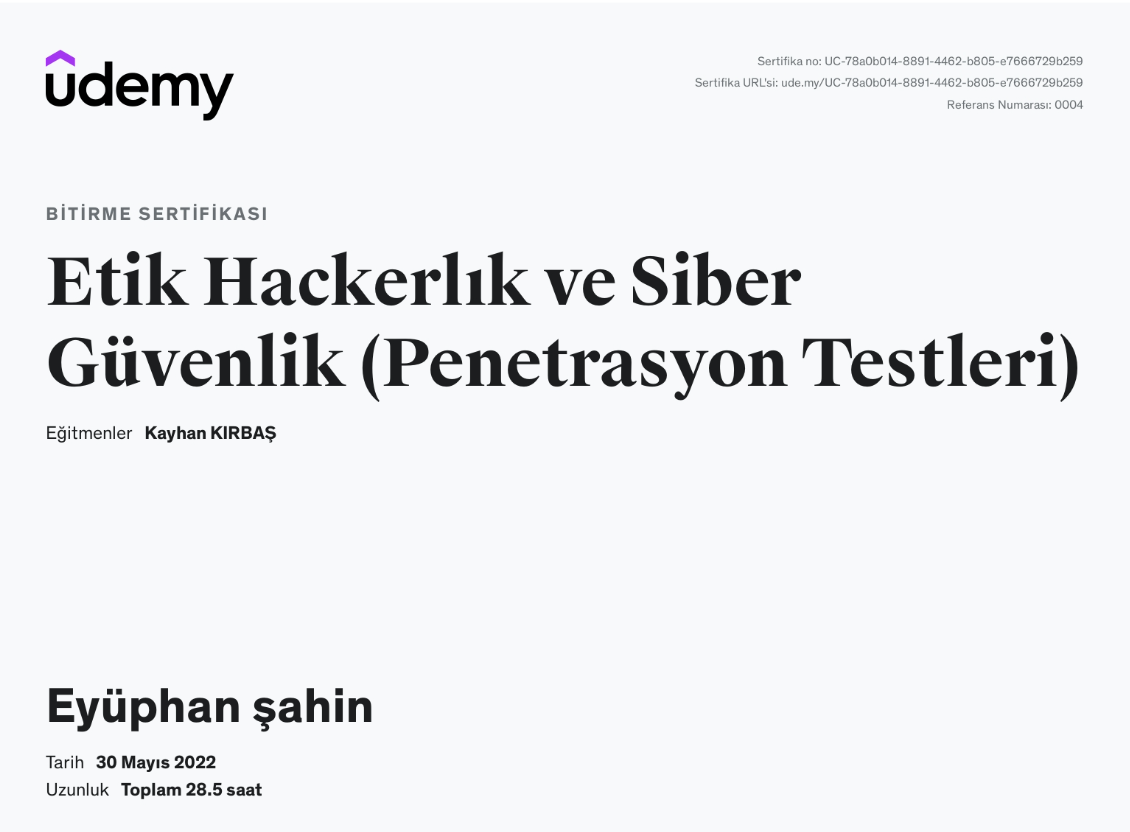 udemy
Sertifika no: UC-78a0b014-8891-4462-b805-e7666729b259
Sertifika URL'si: ude.my/UC-78a0b014-8891-4462-b805-e7666729b259
Referans Numarası: 0004
BİTİRME SERTİFİKASI
Etik Hackerlık ve Siber
Güvenlik (Penetrasyon Testleri)
Eğitmenler Kayhan KIRBAŞ
Eyüphan şahin
Tarih 30 Mayıs 2022
Uzunluk Toplam 28.5 saat